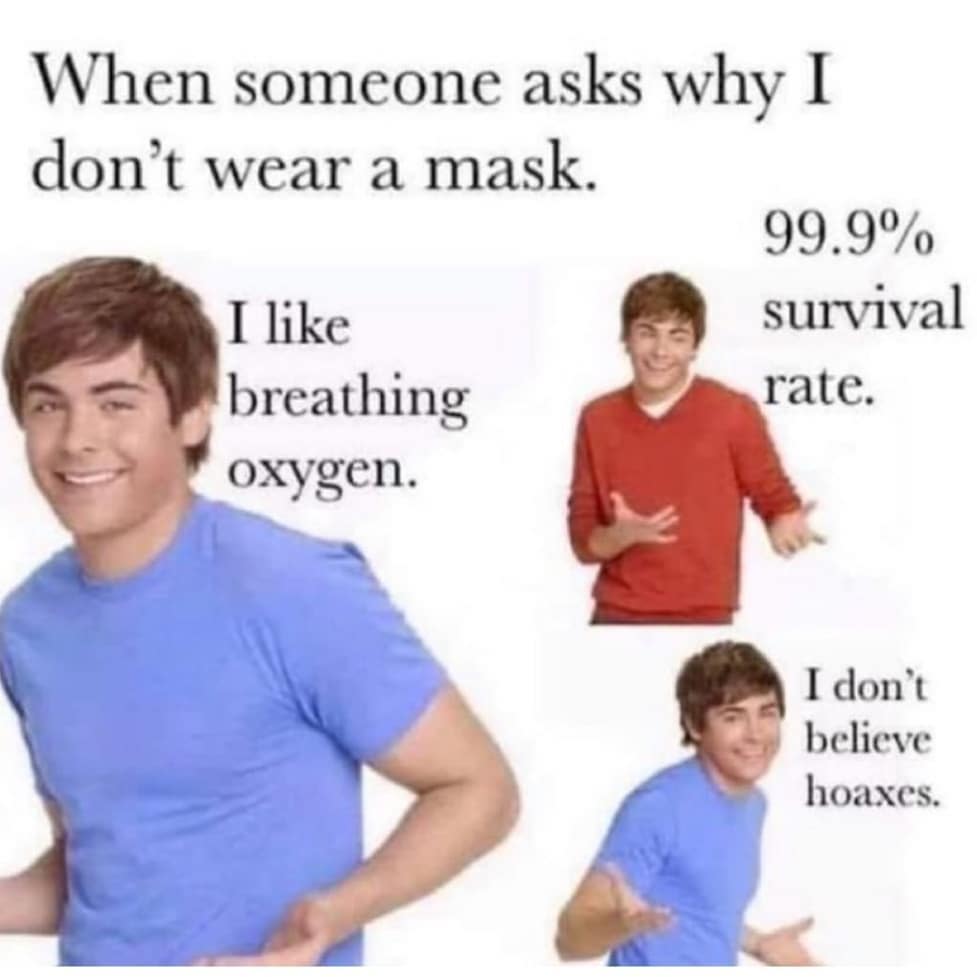 When someone asks why I
don't wear a mask.
I like
breathing
oxygen.
99.9%
survival
rate.
I don't
believe
hoaxes.